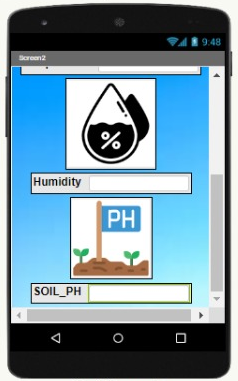 9:48
Screen2
%
Humidity
PH
SOIL_PH